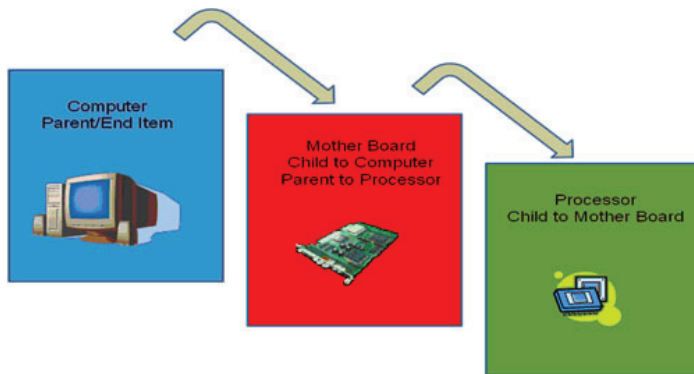 Computer
Parent/End Item
Mother Board
Child to Computer
Parent to Processor
Processor
Child to Mother Board